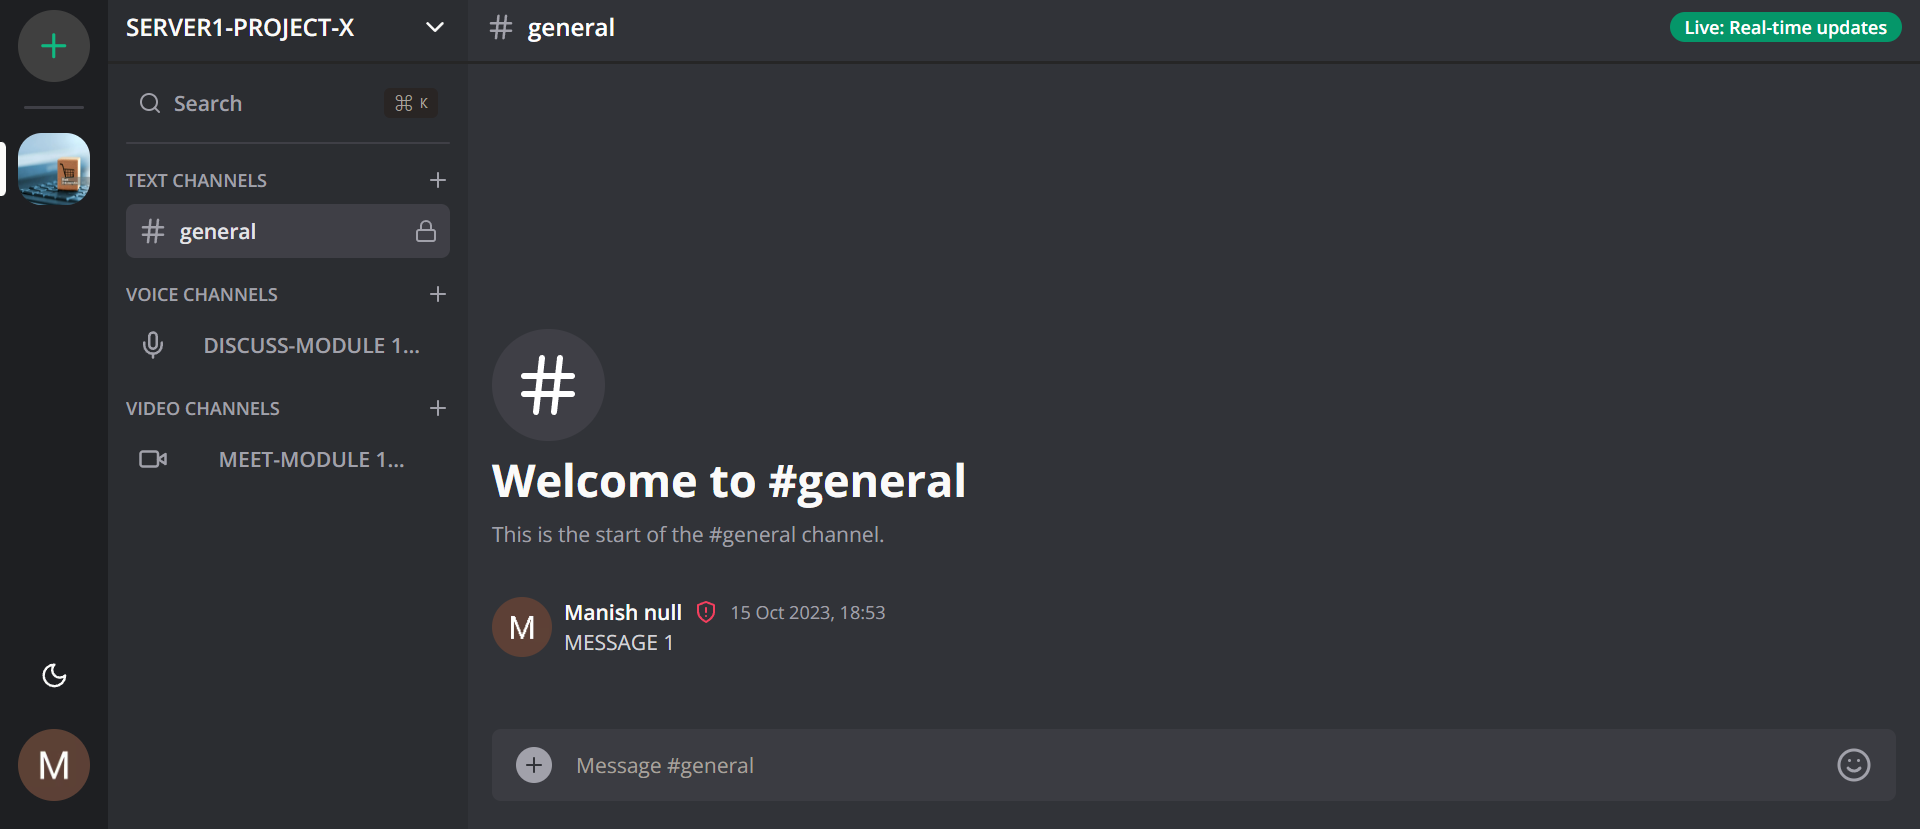 SERVER1-PROJECT-X
Search
⌘ K
TEXT CHANNELS
general
VOICE CHANNELS
DISCUSS-MODULE 1...
VIDEO CHANNELS
MEET-MODULE 1...
M
# general
Live: Real-time updates
#
Welcome to #general
This is the start of the #general channel.
M
Manish null 15 Oct 2023, 18:53
MESSAGE 1
Message #general